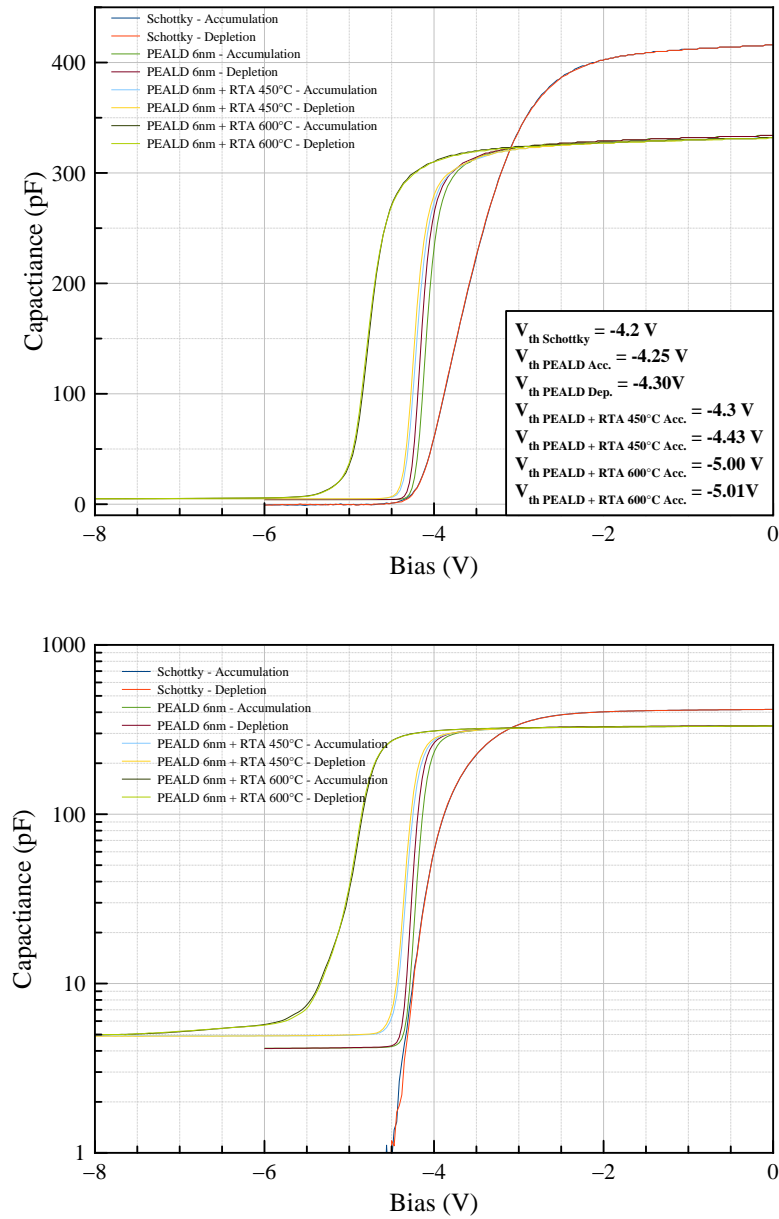 Schottky - Accumulation
Schottky - Depletion
PEALD 6nm - Accumulation
PEALD 6nm - Depletion
PEALD 6nm + RTA 450°C - Accumulation
PEALD 6nm + RTA 450°C - Depletion
PEALD 6nm + RTA 600°C - Accumulation
PEALD 6nm + RTA 600°C - Depletion
400
300
200
100
0
Capactiance (pF)
V th Schottky = -4.2 V
V th PEALD Acc. = -4.25 V
V th PEALD Dep. = -4.30V
V th PEALD + RTA 450°C Acc. = -4.3 V
V th PEALD + RTA 450°C Acc. = -4.43 V
V th PEALD + RTA 600°C Acc. = -5.00 V
V th PEALD + RTA 600°C Acc. = -5.01V
−8 −6 −4 −2 0
Bias (V)
1000
100
10
1
Capactiance (pF)
Schottky - Accumulation
Schottky - Depletion
PEALD 6nm - Accumulation
PEALD 6nm - Depletion
PEALD 6nm + RTA 450°C - Accumulation
PEALD 6nm + RTA 450°C - Depletion
PEALD 6nm + RTA 600°C - Accumulation
PEALD 6nm + RTA 600°C - Depletion
-8 -6 -4 -2 0
Bias (V)